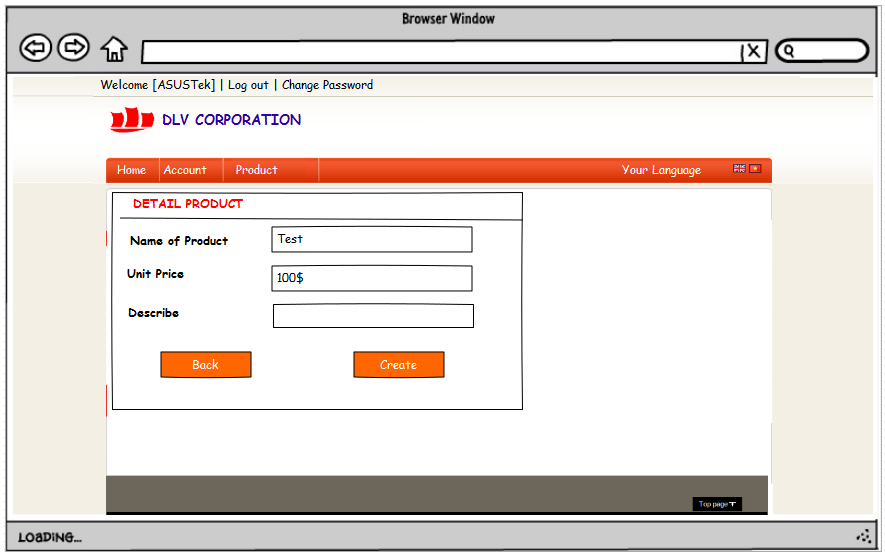 Browser Window
X
Welcome [ASUSTek] | Log out | Change Password
DLV CORPORATION
Home Account Product Your Language
DETAIL PRODUCT
Name of Product Test
Unit Price 100$
Describe
Back Create
Top page
LOADING...